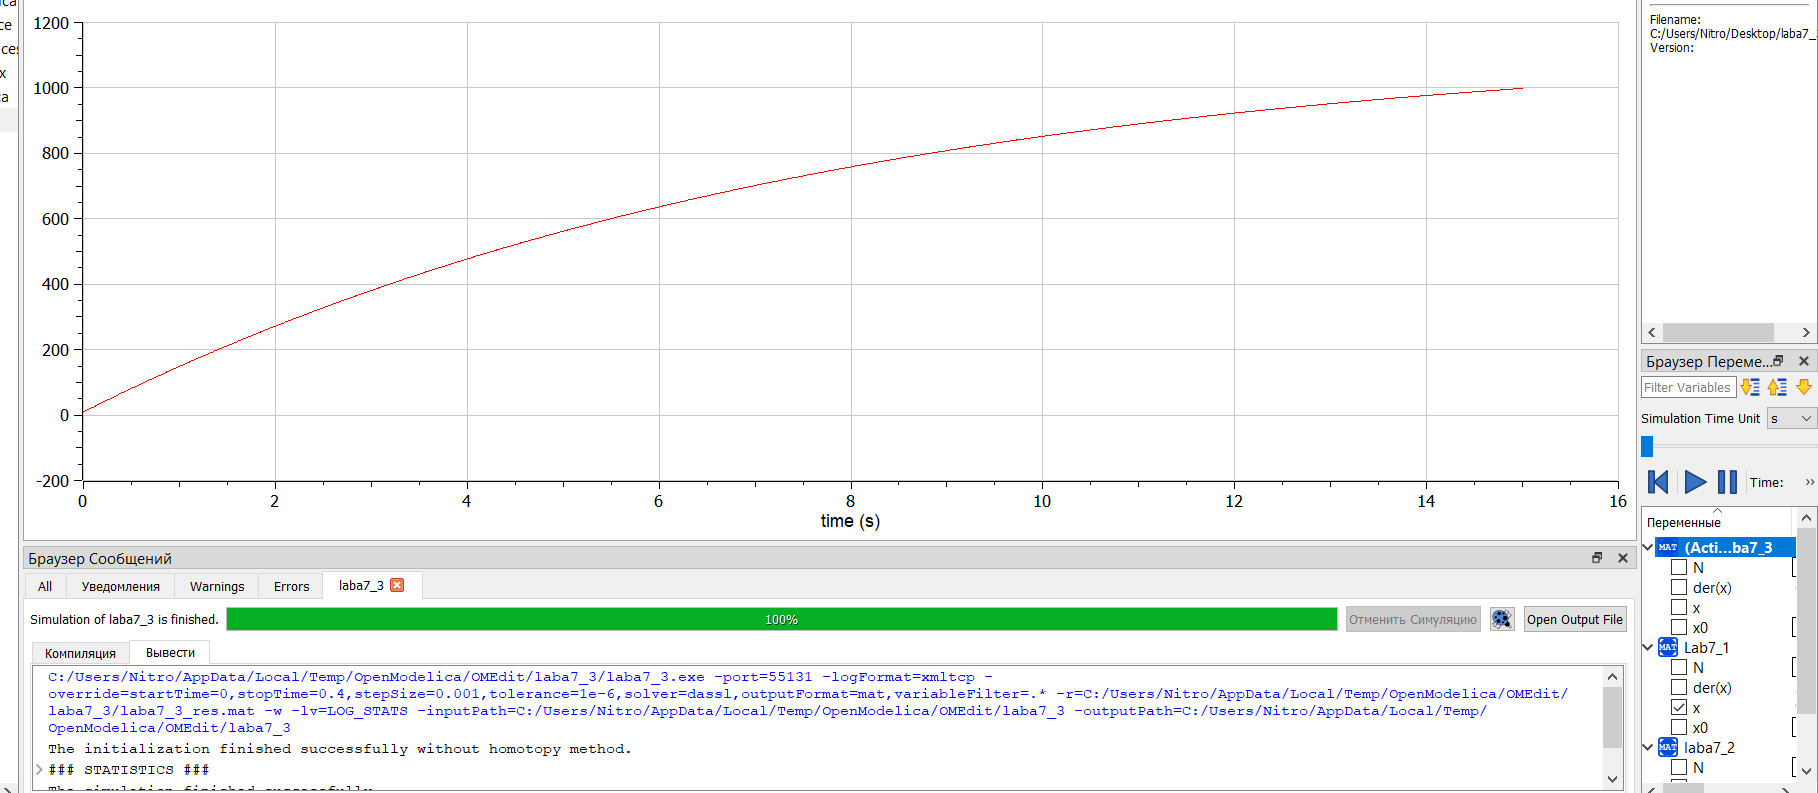 1200
1000
800
600
400
200
0
-200
0 2 4 6 8 10 12 14 16
time (s)
Filename:
C:/Users/Nitro/Desktop/laba7_
Version:
Браузер Переме...
Filter Variables
Simulation Time Unit s
Time:
Переменные
(Acti...ba7_3
N
der(x)
x
x0
Lab7_1
N
der(x)
x
x0
laba7_2
N
Браузер Сообщений
All Уведомления Warnings Errors laba7_3
Simulation of laba7_3 is finished. 100% Отменить Симуляцию Open Output File
Компиляция Вывести
C:/Users/Nitro/AppData/Local/Temp/OpenModelica/OMEdit/laba7_3/laba7_3.exe -port=55131 -logFormat=xmltcp -
override=startTime=0,stopTime=0.4,stepSize=0.001,tolerance=1e-6,solver=dassl,outputFormat=mat,variableFilter=.* -r=C:/Users/Nitro/AppData/Local/Temp/OpenModelica/OMEdit/
laba7_3/laba7_3_res.mat -w -lv=LOG_STATS -inputPath=C:/Users/Nitro/AppData/Local/Temp/OpenModelica/OMEdit/laba7_3 -outputPath=C:/Users/Nitro/AppData/Local/Temp/
OpenModelica/OMEdit/laba7_3
The initialization finished successfully without homotopy method.
### STATISTICS ###
The simulation finished successfully.